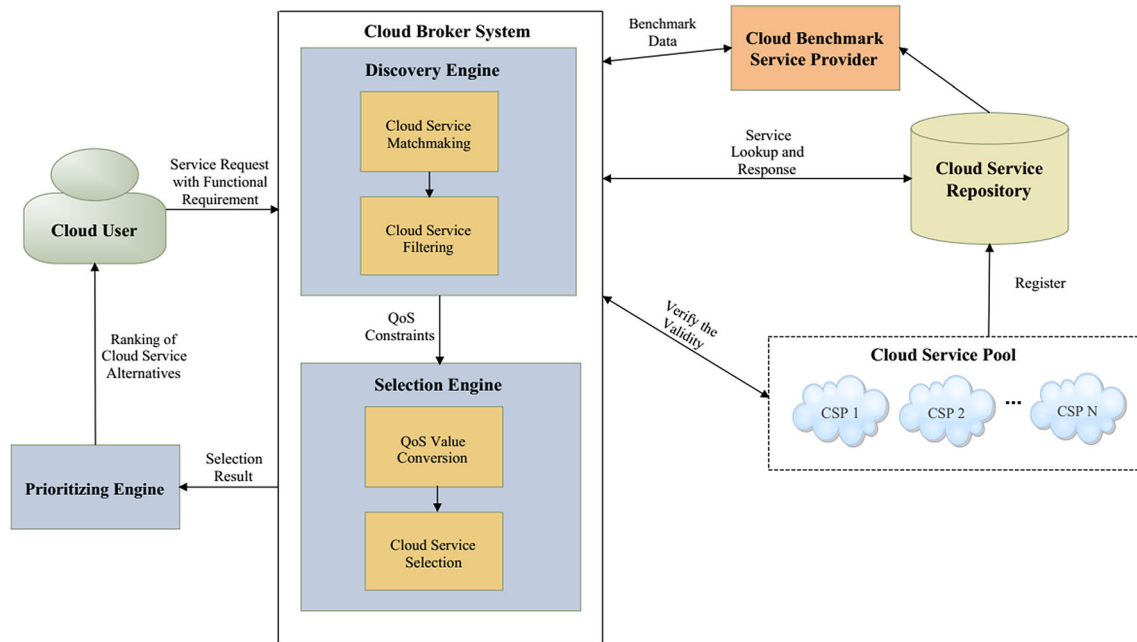 Cloud Broker System
Discovery Engine
Cloud Service
Matchmaking
Cloud Service
Filtering
QoS
Constraints
Selection Engine
QoS Value
Conversion
Cloud Service
Selection
Service Request
with Functional
Requirement
Cloud User
Ranking of
Cloud Service
Alternatives
Prioritizing Engine
Selection
Result
Benchmark
Data
Cloud Benchmark
Service Provider
Service
Lookup and
Response
Cloud Service
Repository
Register
Verify the
Validity
Cloud Service Pool
CSP 1
CSP 2
...
CSP N